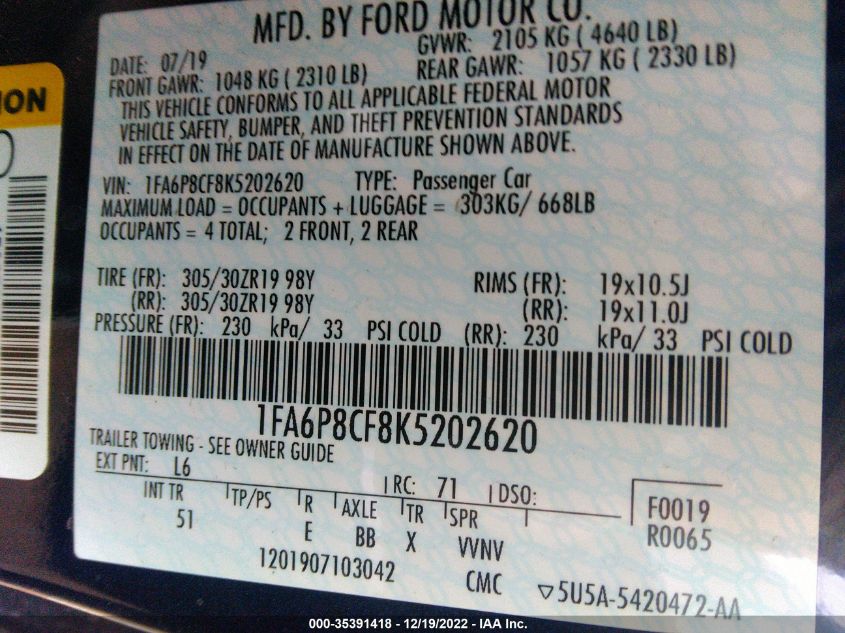 MFD. BY FORD MOTOR CO.
DATE: 07/19 GVWR: 2105 KG ( 4640 LB)
FRONT GAWR: 1048 KG ( 2310 LB) REAR GAWR: 1057 KG ( 2330 LB)
THIS VEHICLE CONFORMS TO ALL APPLICABLE FEDERAL MOTOR
VEHICLE SAFETY, BUMPER, AND THEFT PREVENTION STANDARDS
IN EFFECT ON THE DATE OF MANUFACTURE SHOWN ABOVE.
VIN: 1FA6P8CF8K5202620 TYPE: Passenger Car
MAXIMUM LOAD = OCCUPANTS + LUGGAGE = 303KG/ 668LB
OCCUPANTS = 4 TOTAL; 2 FRONT, 2 REAR
TIRE (FR): 305/30ZR19 98Y RIMS (FR): 19x10.5J
(RR): 305/30ZR19 98Y (RR): 19x11.0J
PRESSURE (FR): 230 kPa/ 33 PSI COLD (RR): 230 kPa/ 33 PSI COLD
1FA6P8CF8K5202620
TRAILER TOWING - SEE OWNER GUIDE
EXT PNT: L6 RC: 71 DSO:
INT TR TP/PS R AXLE TR SPR F0019
51 E BB X VVNV R0065
1201907103042 CMC 5U5A-5420472-AA
000-35391418 - 12/19/2022 - IAA Inc.